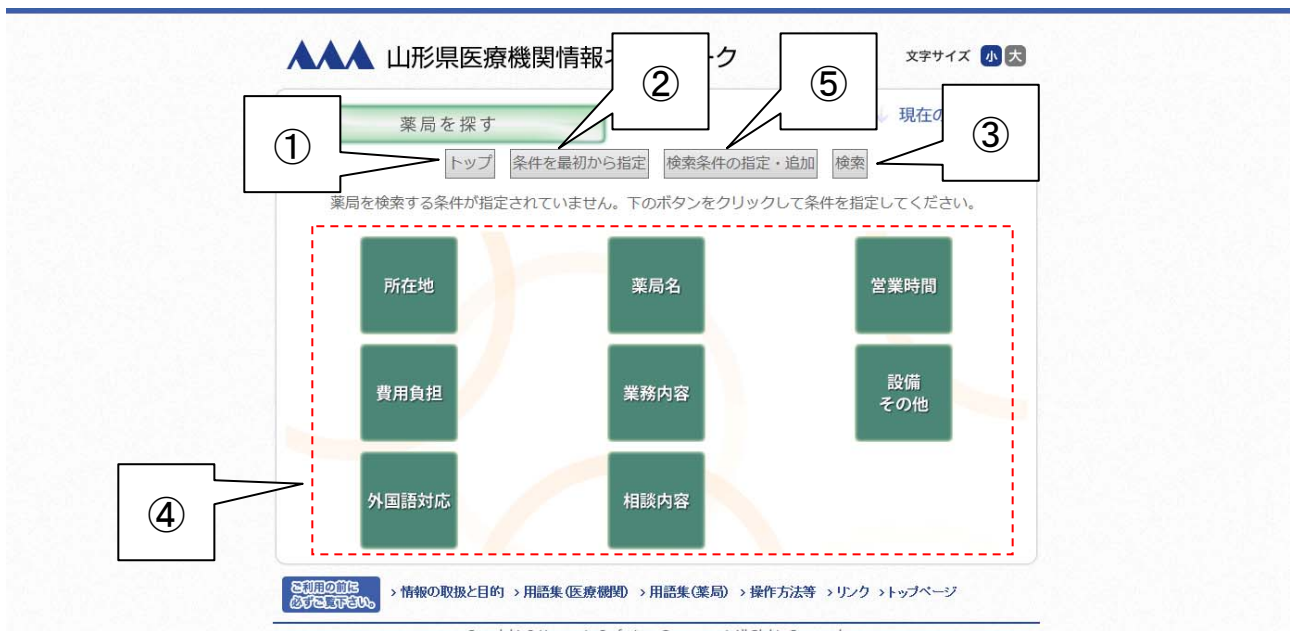 山形県医療機関情報
ーク
文字サイズ 小 大
②
⑤
①
③
薬局を探す
現在の
トップ 条件を最初から指定 検索条件の指定・追加 検索
薬局を検索する条件が指定されていません。下のボタンをクリックして条件を指定してください。
所在地 薬局名 営業時間
費用負担 業務内容 設備
その他
④
外国語対応 相談内容
ご利用の前に
必ずご覧下さい。
›情報の取扱と目的 ›用語集(医療機関) ›用語集(薬局) ›操作方法等 ›リンク ›トップページ